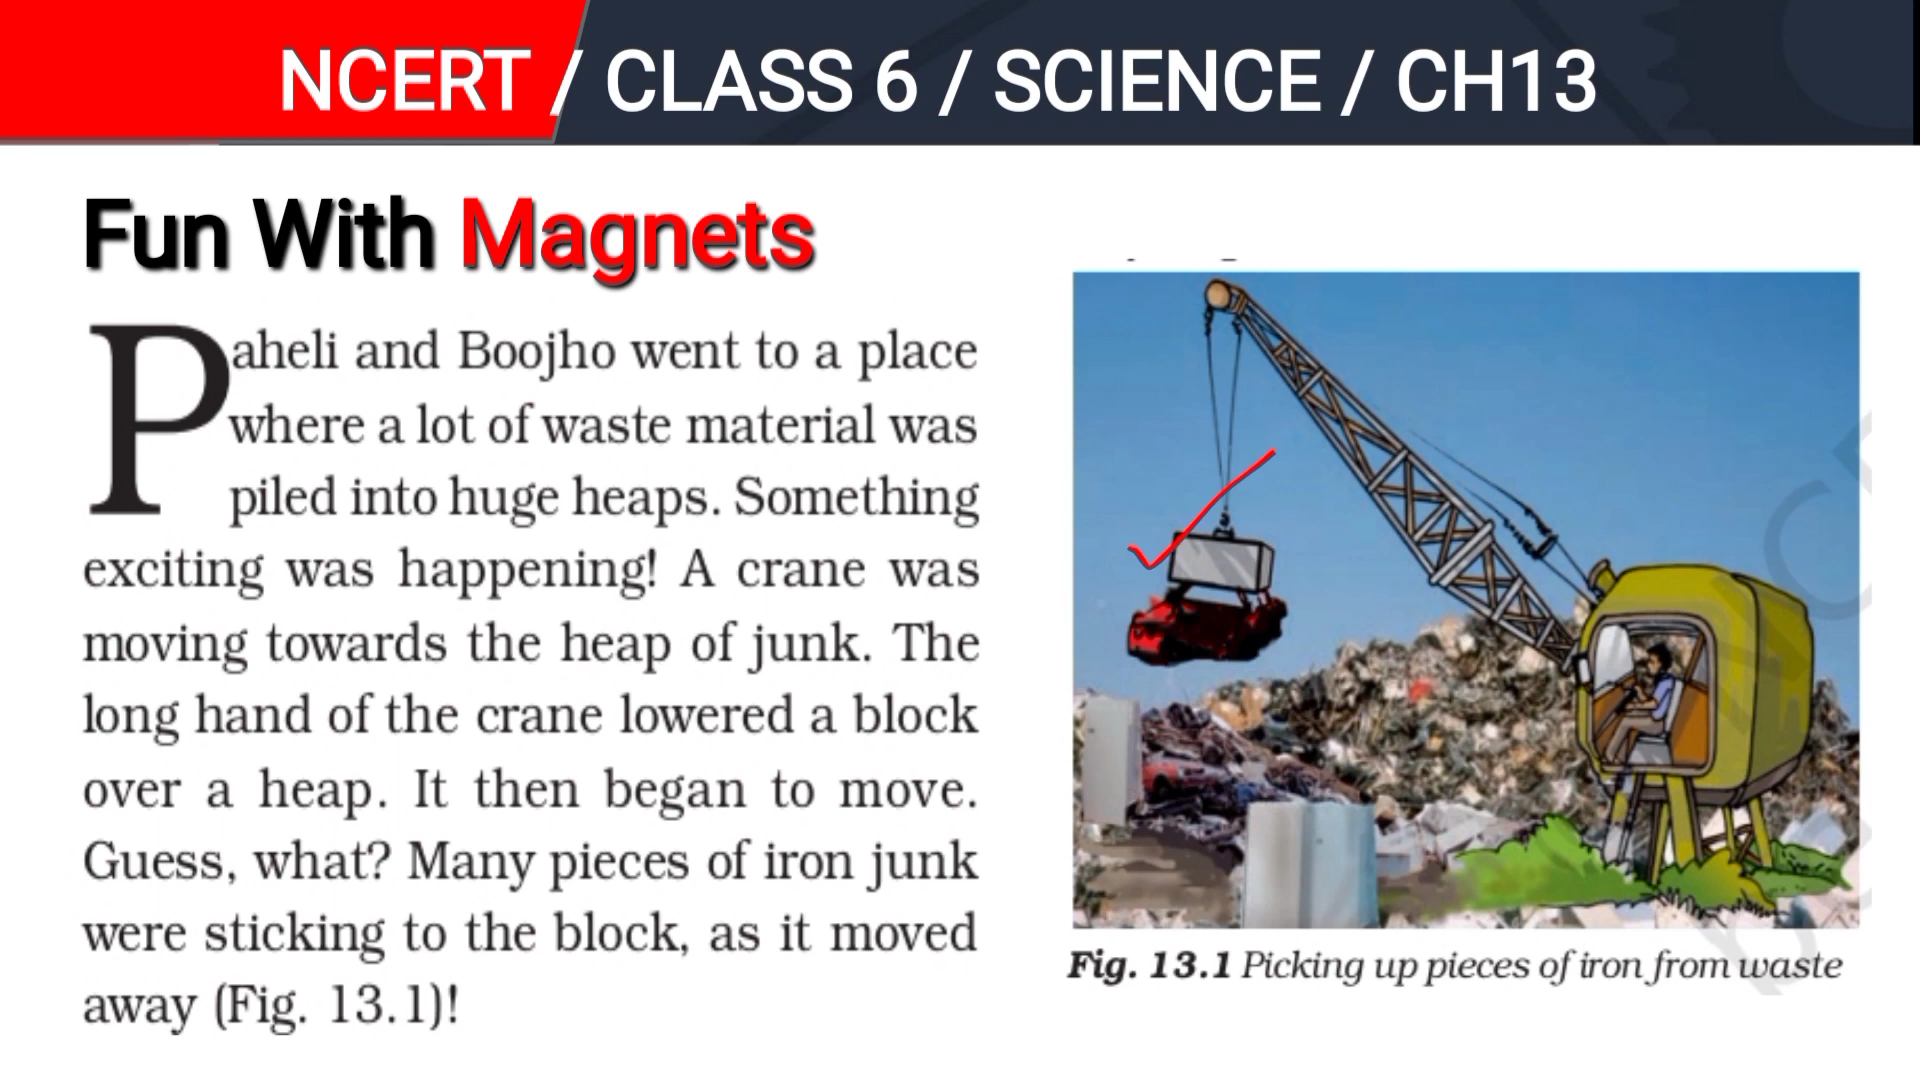 NCERT / CLASS 6 / SCIENCE / CH13
Fun With Magnets
Paheli and Boojho went to a place
where a lot of waste material was
piled into huge heaps. Something
exciting was happening! A crane was
moving towards the heap of junk. The
long hand of the crane lowered a block
over a heap. It then began to move.
Guess, what? Many pieces of iron junk
were sticking to the block, as it moved
away (Fig. 13.1)!
Fig. 13.1 Picking up pieces of iron from waste